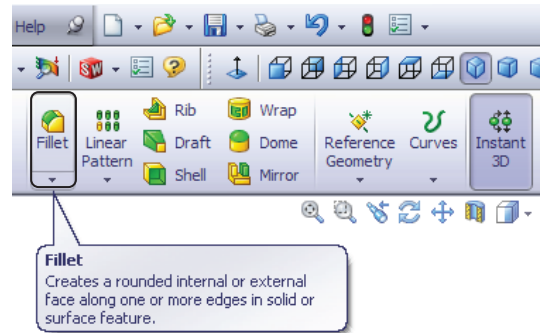 Help
SW
Rib
Wrap
Fillet
Linear
Pattern
Draft
Dome
Reference
Geometry
Curves
Instant
3D
Shell
Mirror
Fillet
Creates a rounded internal or external
face along one or more edges in solid or
surface feature.